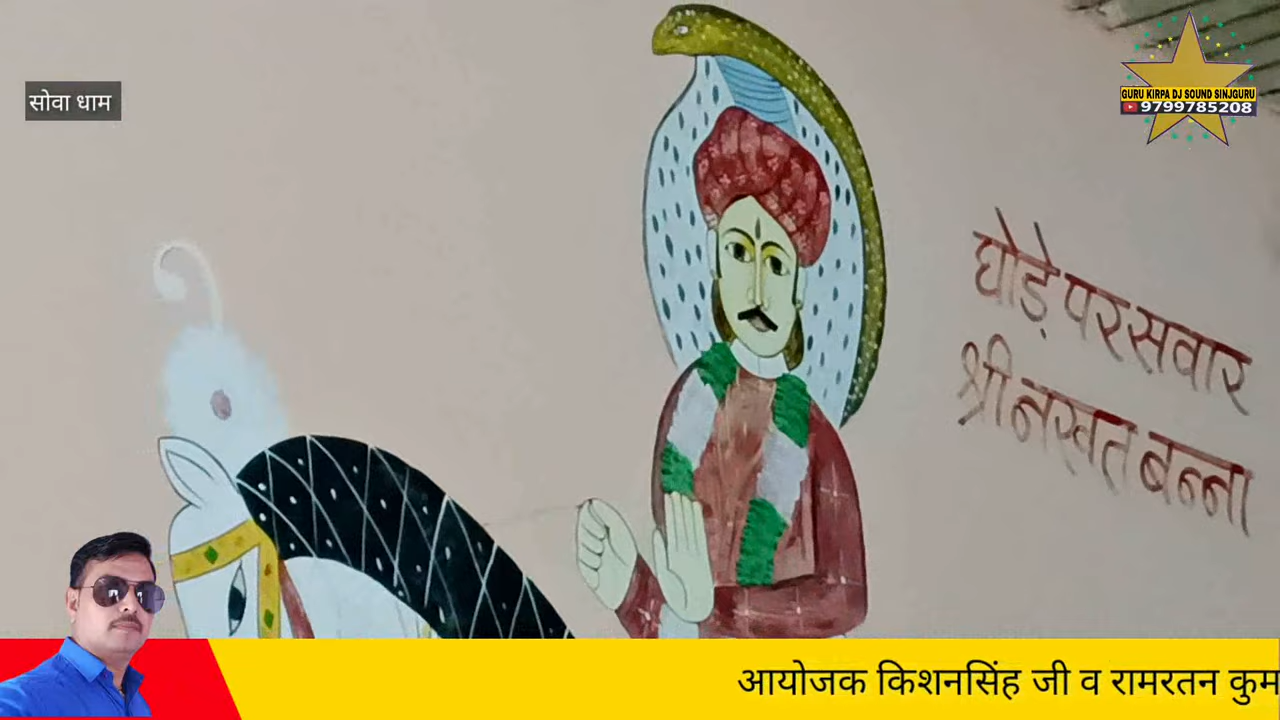 सोवा धाम
GURU KIRPA DJ SOUND SINJGURU
9799785208
घोड़े पर सवार
श्री नखत बन्ना
आयोजक किशनसिंह जी व रामरतन कुम